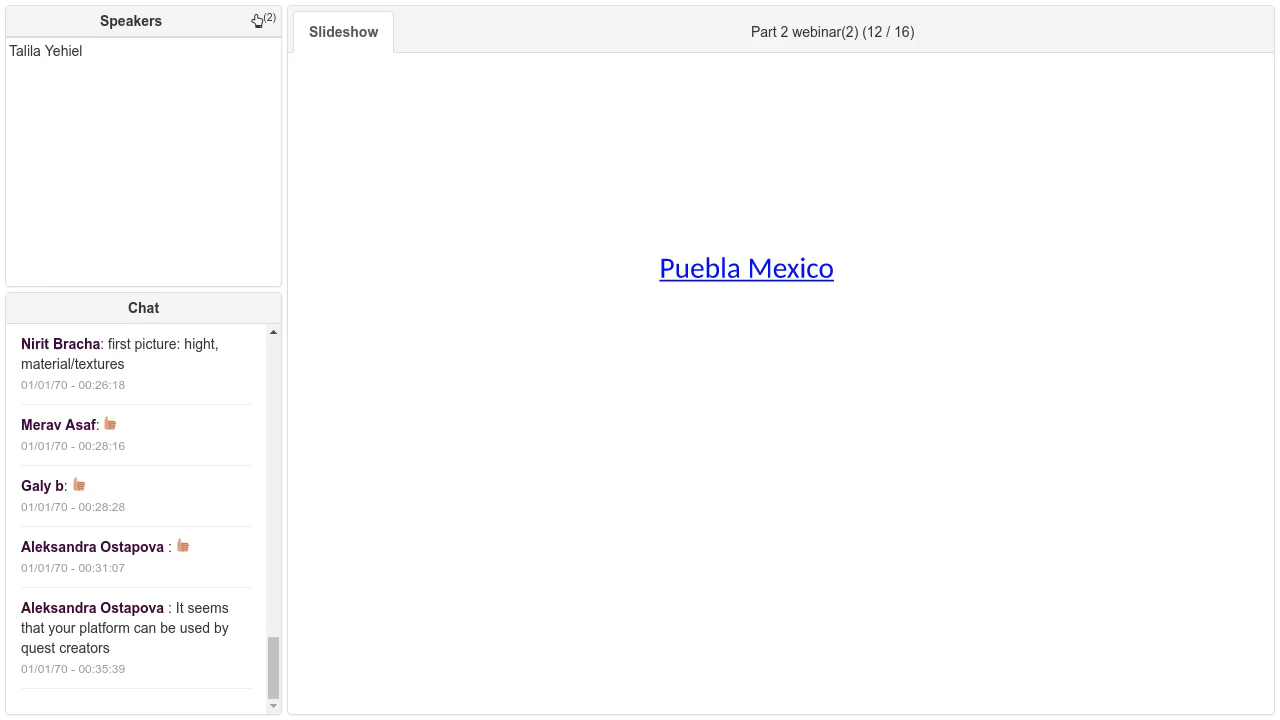 Speakers
(2)
Talila Yehiel
Chat
Nirit Bracha: first picture: hight,
material/textures
01/01/70 - 00:26:18
Merav Asaf: 👍🏽
01/01/70 - 00:28:16
Galy b: 👍🏽
01/01/70 - 00:28:28
Aleksandra Ostapova : 👍🏽
01/01/70 - 00:31:07
Aleksandra Ostapova : It seems
that your platform can be used by
quest creators
01/01/70 - 00:35:39
Slideshow
Part 2 webinar(2) (12 / 16)
Puebla Mexico